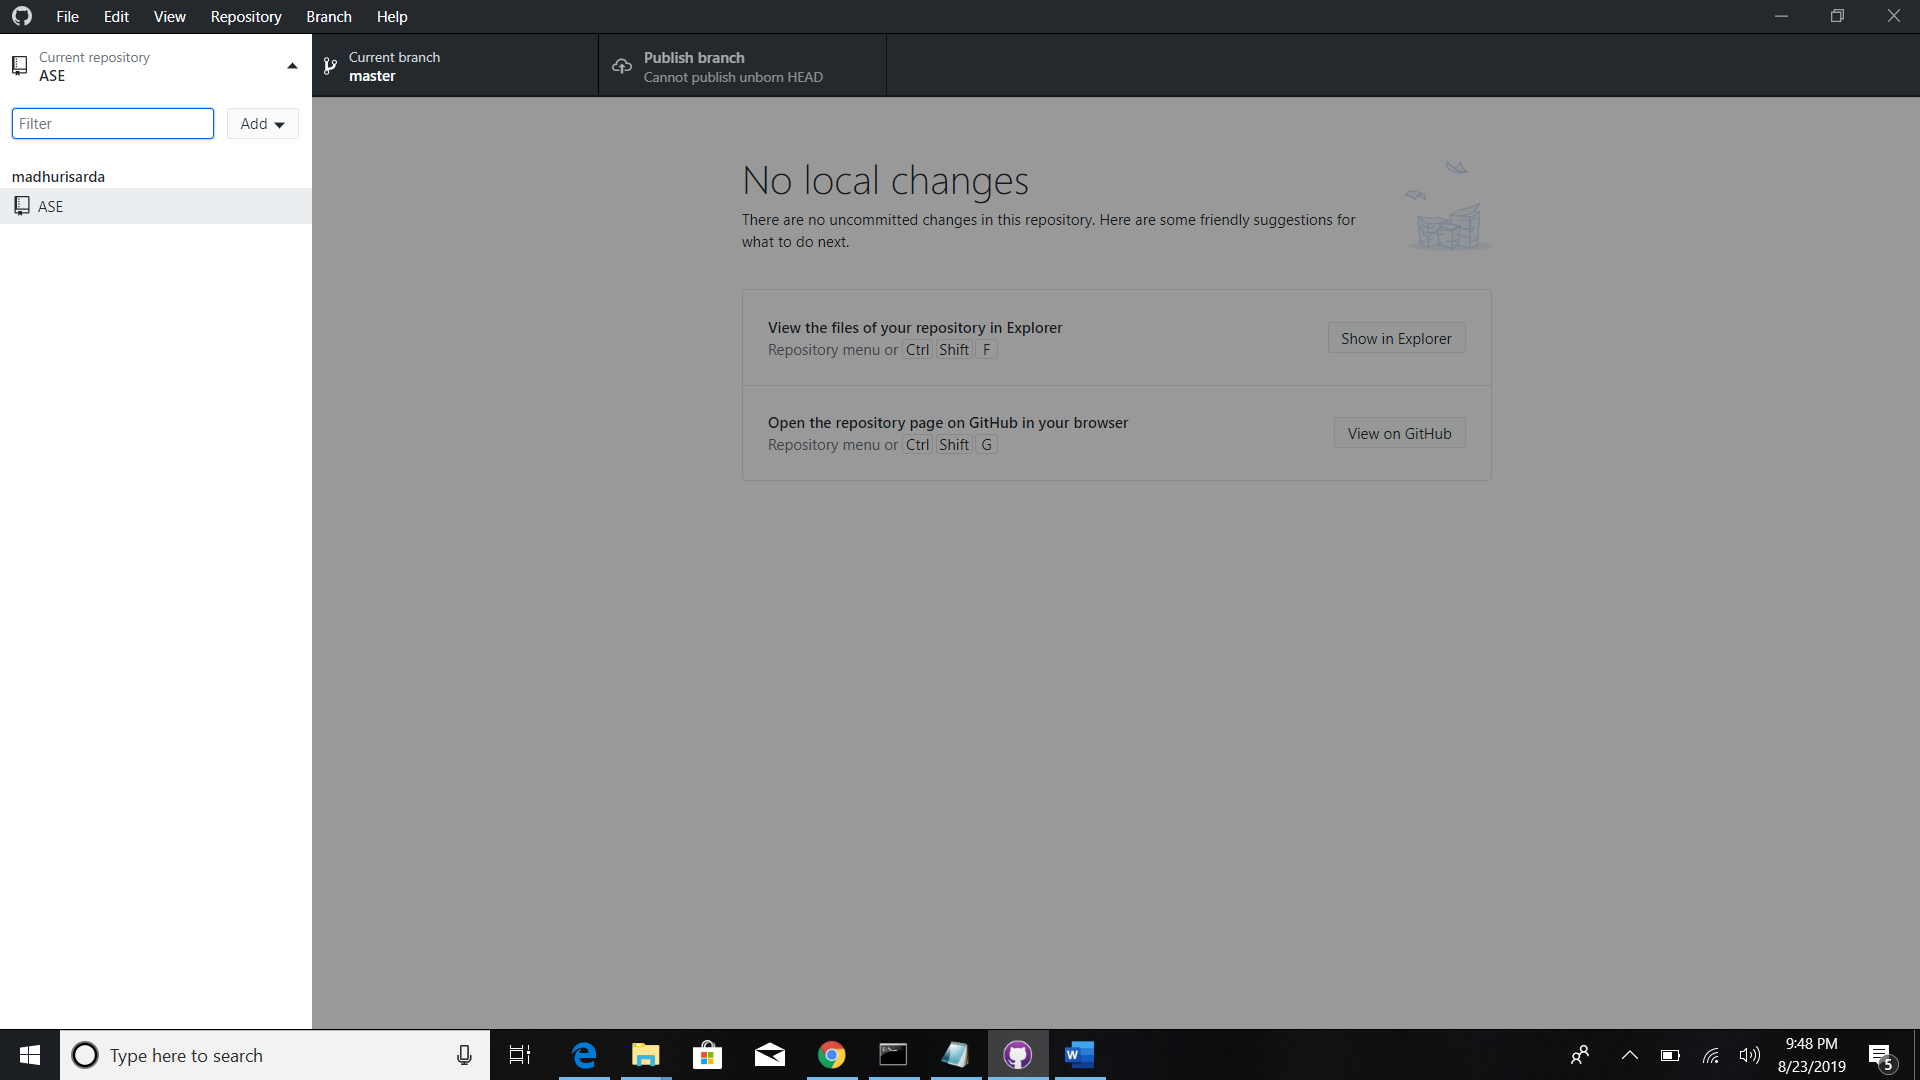 File Edit View Repository Branch Help
Current repository
ASE
Current branch
master
Publish branch
Cannot publish unborn HEAD
Filter
Add
madhurisarda
ASE
No local changes
There are no uncommitted changes in this repository. Here are some friendly suggestions for
what to do next.
View the files of your repository in Explorer
Repository menu or Ctrl Shift F
Show in Explorer
Open the repository page on GitHub in your browser
Repository menu or Ctrl Shift G
View on GitHub
Type here to search
9:48 PM
8/23/2019
5